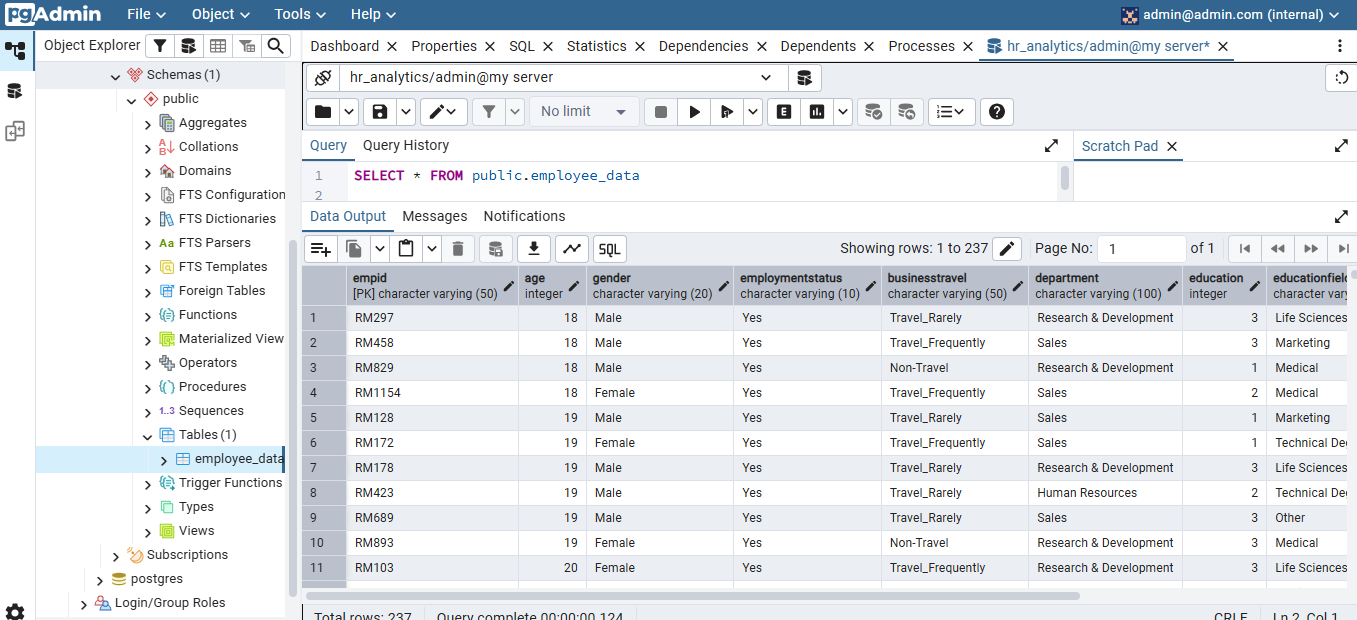 pgAdmin File Object Tools Help admin@admin.com (internal)
Object Explorer
Dashboard Properties SQL Statistics Dependencies Dependents Processes hr_analytics/admin@my server*
Schemas (1)
public
Aggregates
Collations
Domains
FTS Configuration
FTS Dictionaries
Aa FTS Parsers
FTS Templates
Foreign Tables
Functions
Materialized View
Operators
Procedures
1..3 Sequences
Tables (1)
employee_data
Trigger Functions
Types
Views
Subscriptions
postgres
Login/Group Roles
hr_analytics/admin@my server
No limit E
Query Query History Scratch Pad
1 SELECT * FROM public.employee_data
2
Data Output Messages Notifications
SQL Showing rows: 1 to 237 Page No: 1 of 1
empid age gender employmentstatus businesstravel department education educationfield
[PK] character varying (50) integer character varying (20) character varying (10) character varying (50) character varying (100) integer character vary
1 RM297 18 Male Yes Travel_Rarely Research & Development 3 Life Sciences
2 RM458 18 Male Yes Travel_Frequently Sales 3 Marketing
3 RM829 18 Male Yes Non-Travel Research & Development 1 Medical
4 RM1154 18 Female Yes Travel_Frequently Sales 2 Medical
5 RM128 19 Male Yes Travel_Rarely Sales 1 Marketing
6 RM172 19 Female Yes Travel_Frequently Sales 1 Technical De
7 RM178 19 Male Yes Travel_Rarely Research & Development 3 Life Sciences
8 RM423 19 Male Yes Travel_Rarely Human Resources 2 Technical De
9 RM689 19 Male Yes Travel_Rarely Sales 3 Other
10 RM893 19 Female Yes Non-Travel Research & Development 3 Medical
11 RM103 20 Female Yes Travel_Frequently Research & Development 3 Life Sciences
Total rows: 237 Query complete 00:00:00.124 CRLF Ln 2, Col 1